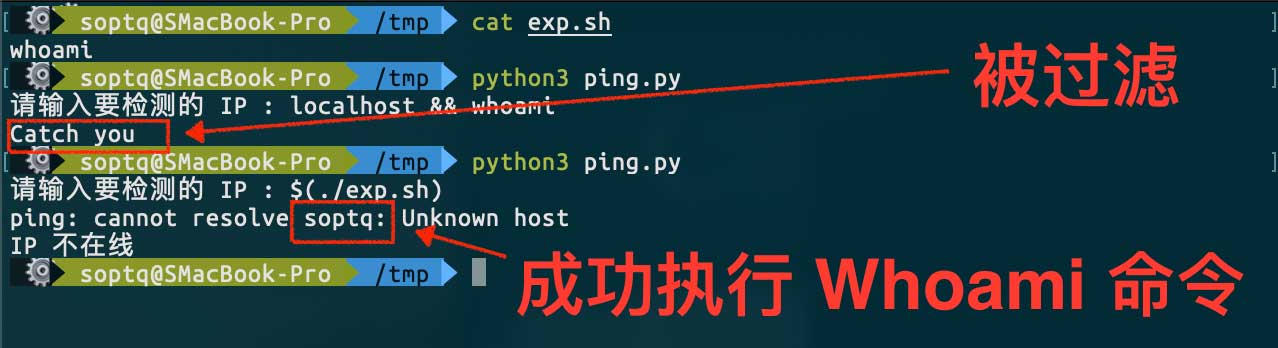 soptq@SMacBook-Pro /tmp cat exp.sh
whoami
soptq@SMacBook-Pro /tmp python3 ping.py
被过滤
请输入要检测的 IP : localhost && whoami
Catch you
soptq@SMacBook-Pro /tmp python3 ping.py
请输入要检测的 IP : $(./exp.sh)
ping: cannot resolve soptq: Unknown host
IP 不在线
soptq@SMacBook-Pro /tmp
成功执行 Whoami 命令